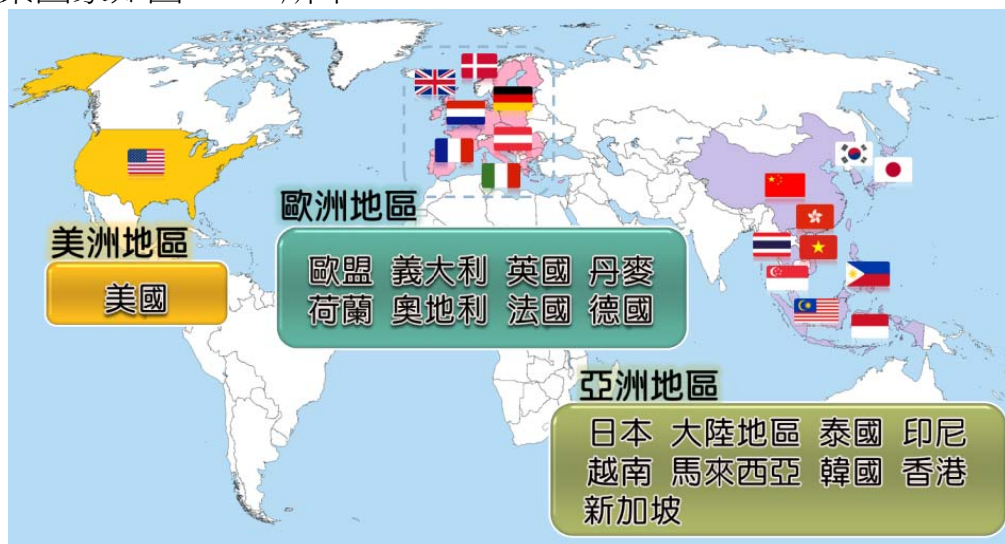 歐洲地區
歐盟 義大利 英國 丹麥
荷蘭 奧地利 法國 德國
美洲地區
美國
亞洲地區
日本 大陸地區 泰國 印尼
越南 馬來西亞 韓國 香港
新加坡